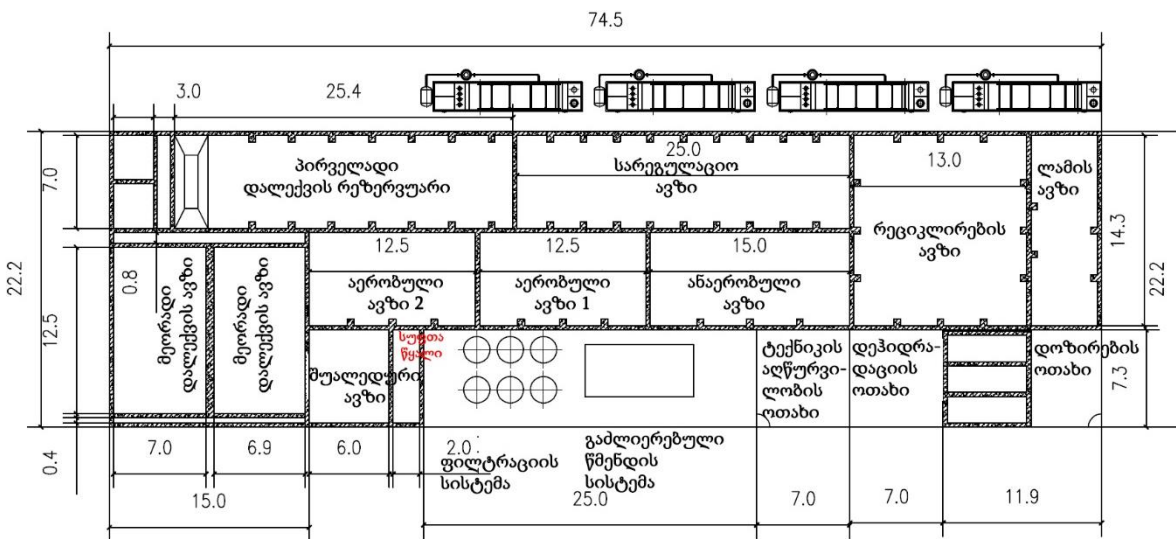 74.5
3.0
25.4
25.0
13.0
პირველადი
დალექვის რეზერვუარი
სარეგულაციო
ავზი
ლამის
ავზი
7.0
14.3
რეციკლირების
ავზი
22.2
22.2
0.8
12.5
12.5
15.0
12.5
მეორადი
დალექვის ავზი
მეორადი
დალექვის ავზი
აერობული
ავზი 2
აერობული
ავზი 1
ანაერობული
ავზი
სუფთა
წყალი
შუალედური
ავზი
ტექნიკის
აღწურვი-
ლობის
ოთახი
დეჰიდრა-
დაციის
ოთახი
დოზირების
ოთახი
7.3
0.4
7.0
6.9
6.0
2.0
ფილტრაციის
სისტემა
გაძლიერებული
წმენდის
სისტემა
15.0
25.0
7.0
7.0
11.9